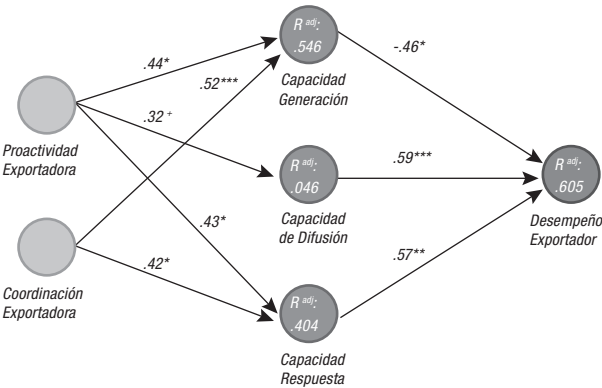 R adj:
.546
Capacidad
Generación
.44*
.52***
-.46*
.32 +
Proactividad
Exportadora
R adj:
.046
Capacidad
de Difusión
.59***
R adj:
.605
Desempeño
Exportador
.43*
.42*
.57**
Coordinación
Exportadora
R adj:
.404
Capacidad
Respuesta